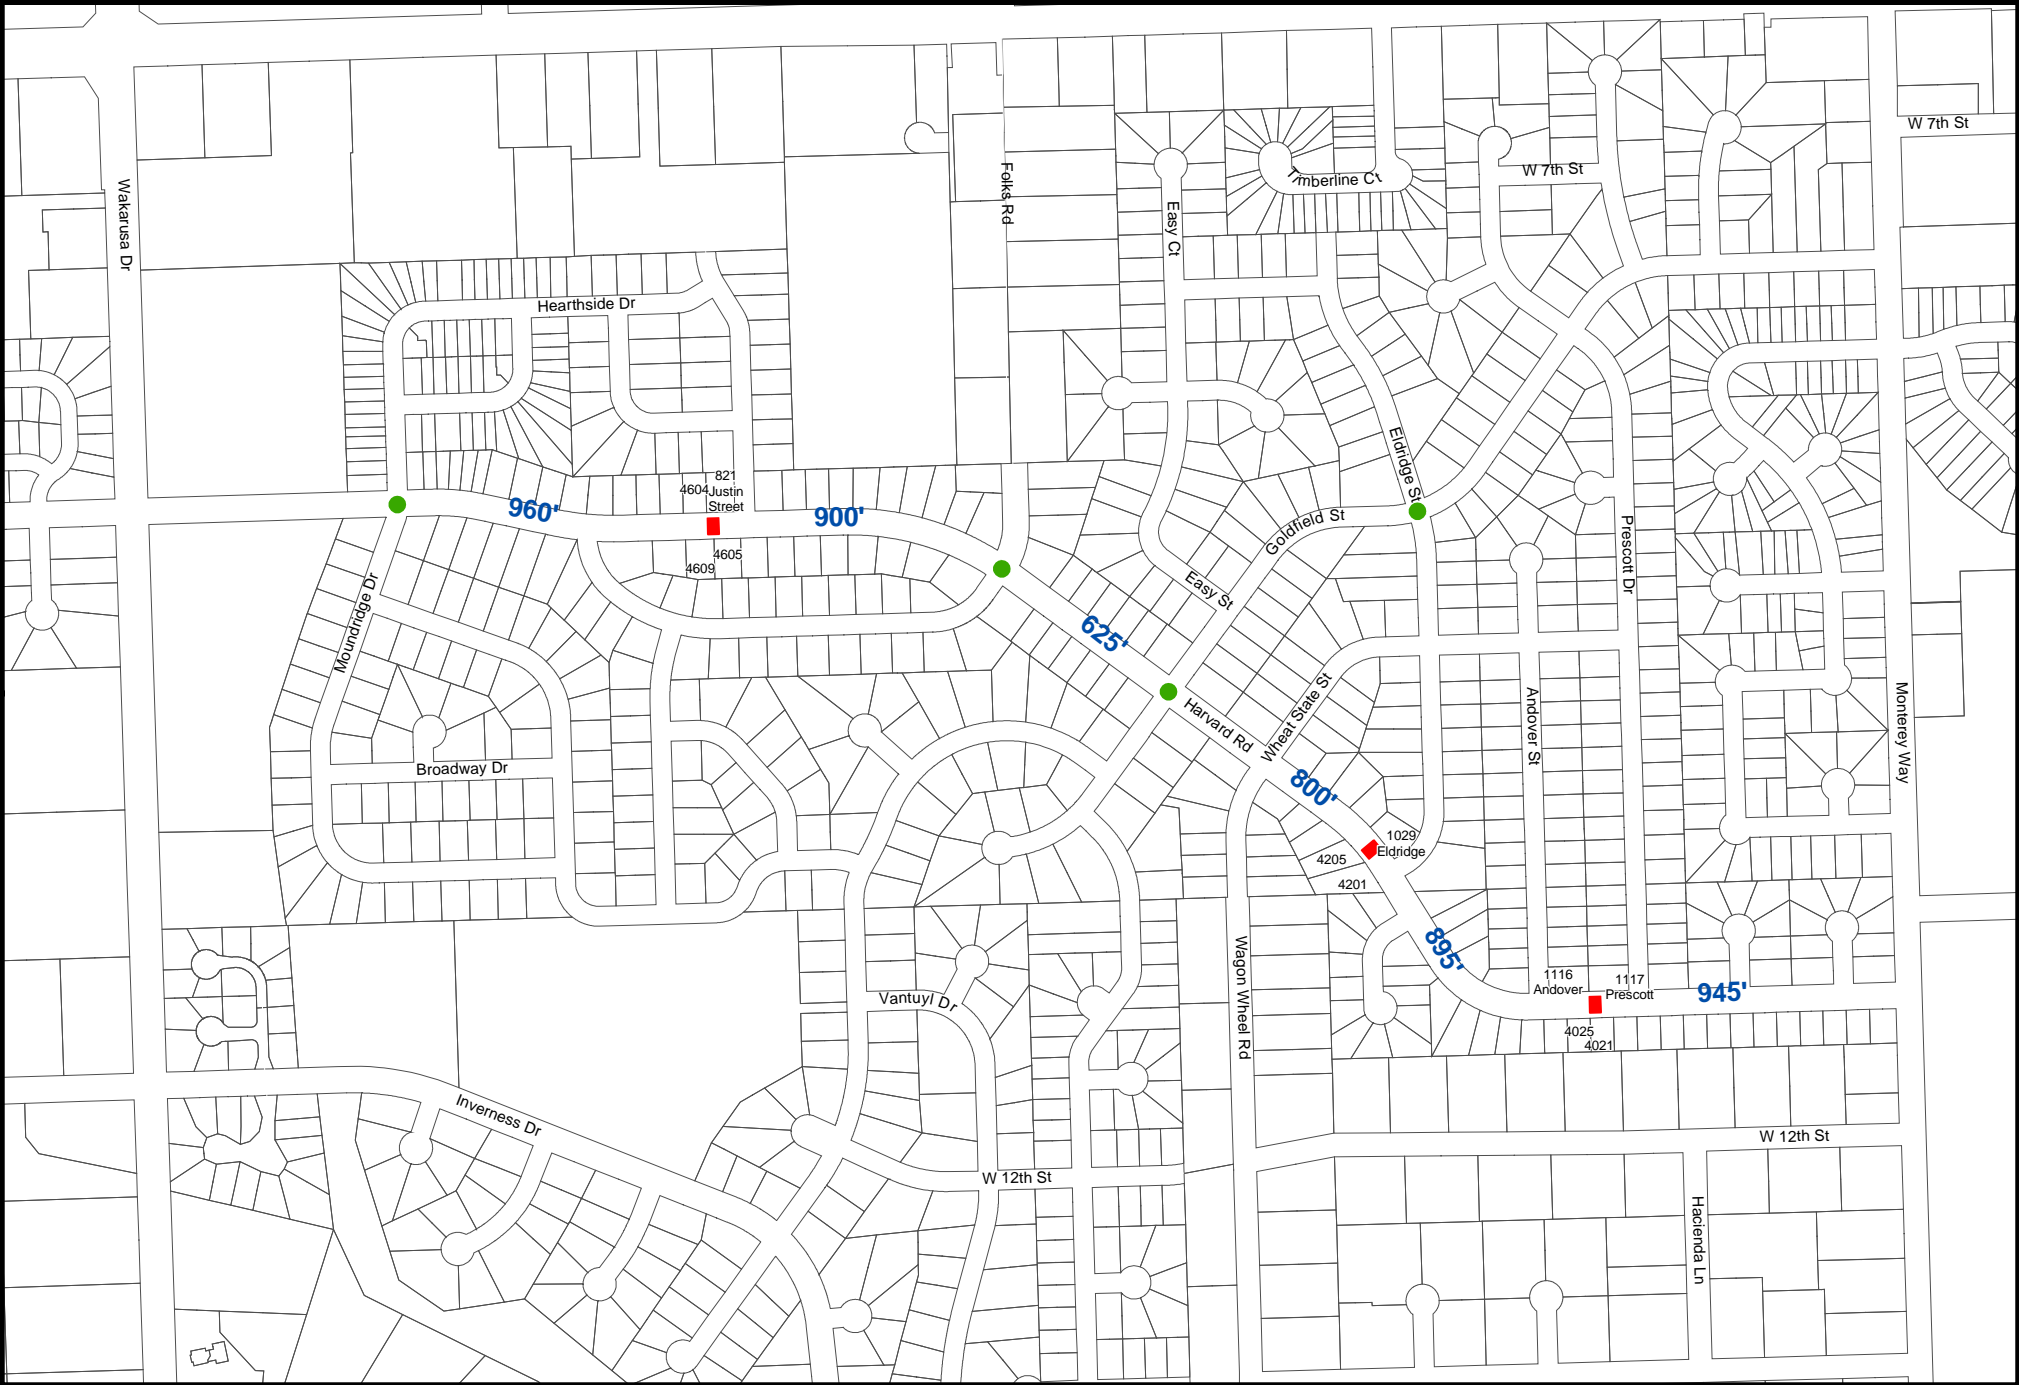 W 7th St
W 7th St
Timberline Ct
Folks Rd
Wakarusa Dr
Easy Ct
Hearthside Dr
Eldridge St
821
4604
Justin
Street
960'
900'
Goldfield St
Prescott Dr
4605
4609
Easy St
Moundridge Dr
625'
Harvard Rd
Wheat State St
Andover St
Monterey Way
Broadway Dr
800'
1029
Eldridge
4205
4201
895'
Wagon Wheel Rd
1116
Andover
1117
Prescott
945'
Vantuyl Dr
4025
4021
Inverness Dr
W 12th St
W 12th St
Hacienda Ln